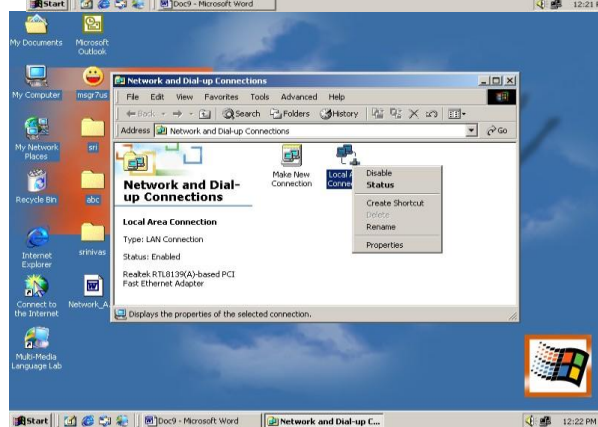 Start
Doc9 - Microsoft Word
12:21
My Documents
Microsoft
Outlook
My Computer
msgr7us
My Network
Places
sri
Recycle Bin
abc
Internet
Explorer
srinivas
Connect to
the Internet
Network_A
Multi-Media
Language Lab
Network and Dial-up Connections
File Edit View Favorites Tools Advanced Help
Back Search Folders History
Address Network and Dial-up Connections Go
Network and Dial-
up Connections
Local Area Connection
Type: LAN Connection
Status: Enabled
Realtek RTL8139(A)-based PCI
Fast Ethernet Adapter
Make New
Connection
Local A
Conne
Disable
Status
Create Shortcut
Delete
Rename
Properties
Displays the properties of the selected connection.
Start Doc9 - Microsoft Word Network and Dial-up C... 12:22 PM